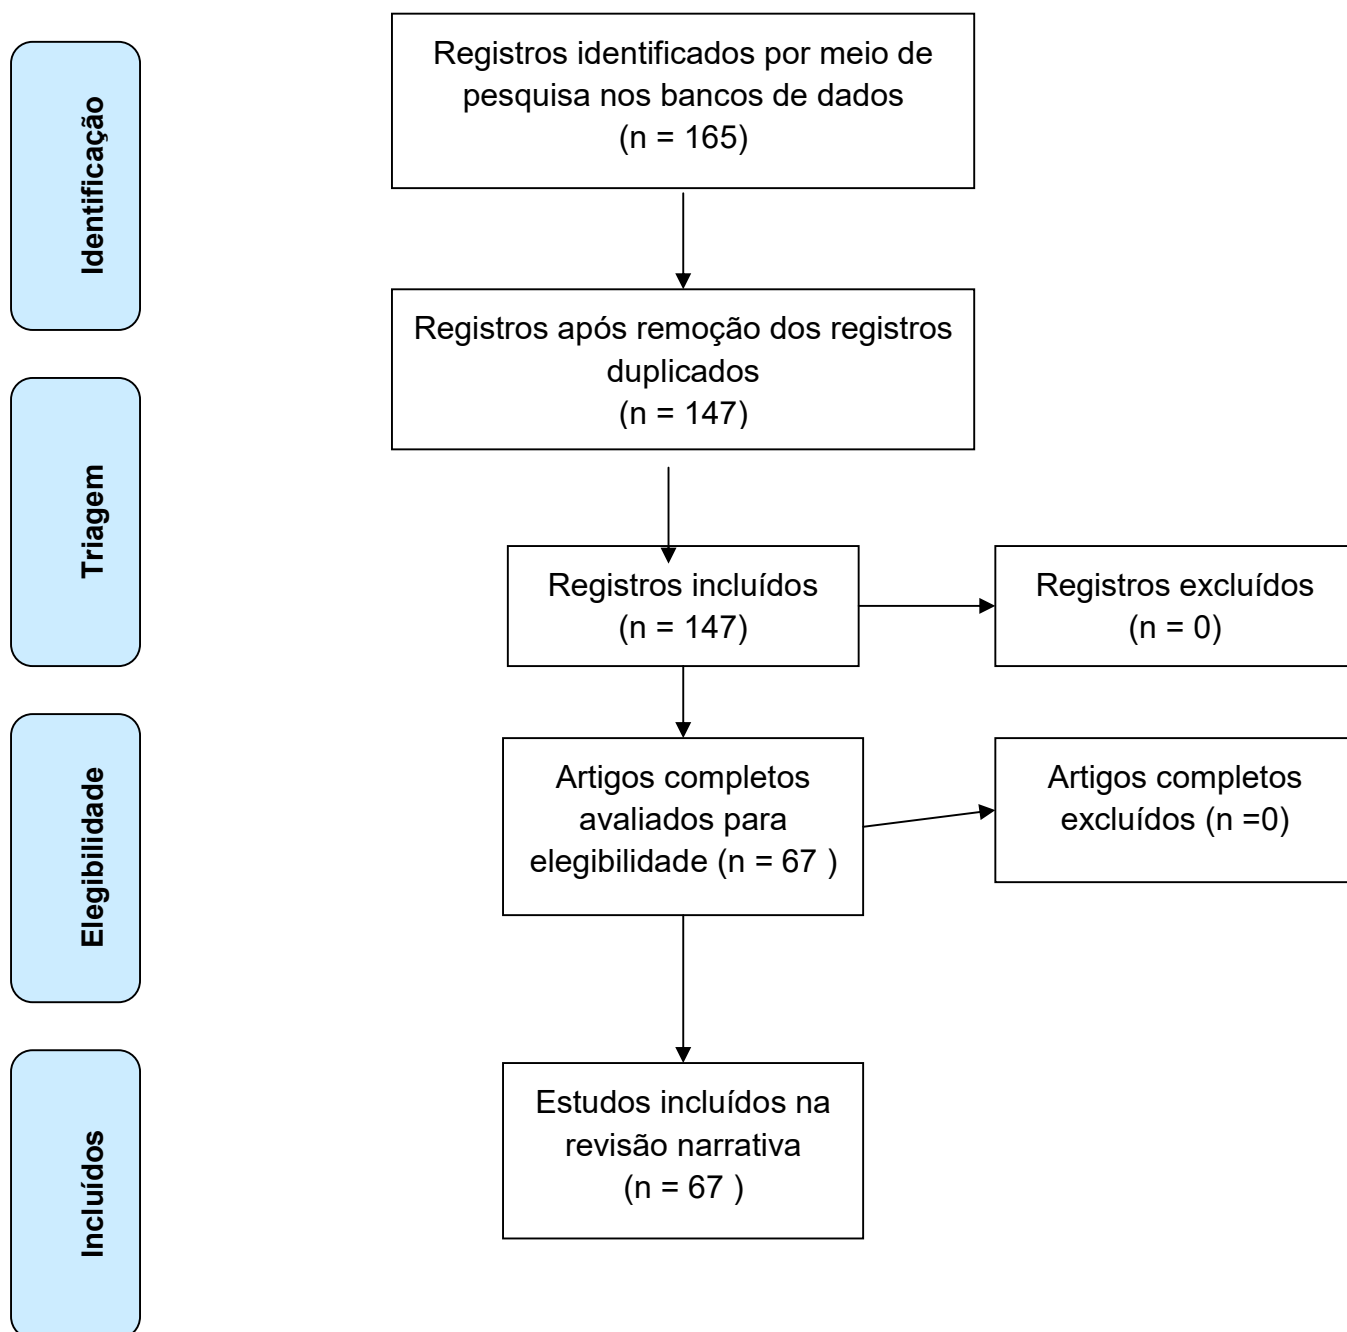 Identificação
Registros identificados por meio de
pesquisa nos bancos de dados
(n = 165)
Registros após remoção dos registros
duplicados
(n = 147)
Triagem
Registros incluídos
(n = 147)
Registros excluídos
(n = 0)
Elegibilidade
Artigos completos
avaliados para
elegibilidade (n = 67 )
Artigos completos
excluídos (n =0)
Incluídos
Estudos incluídos na
revisão narrativa
(n = 67 )